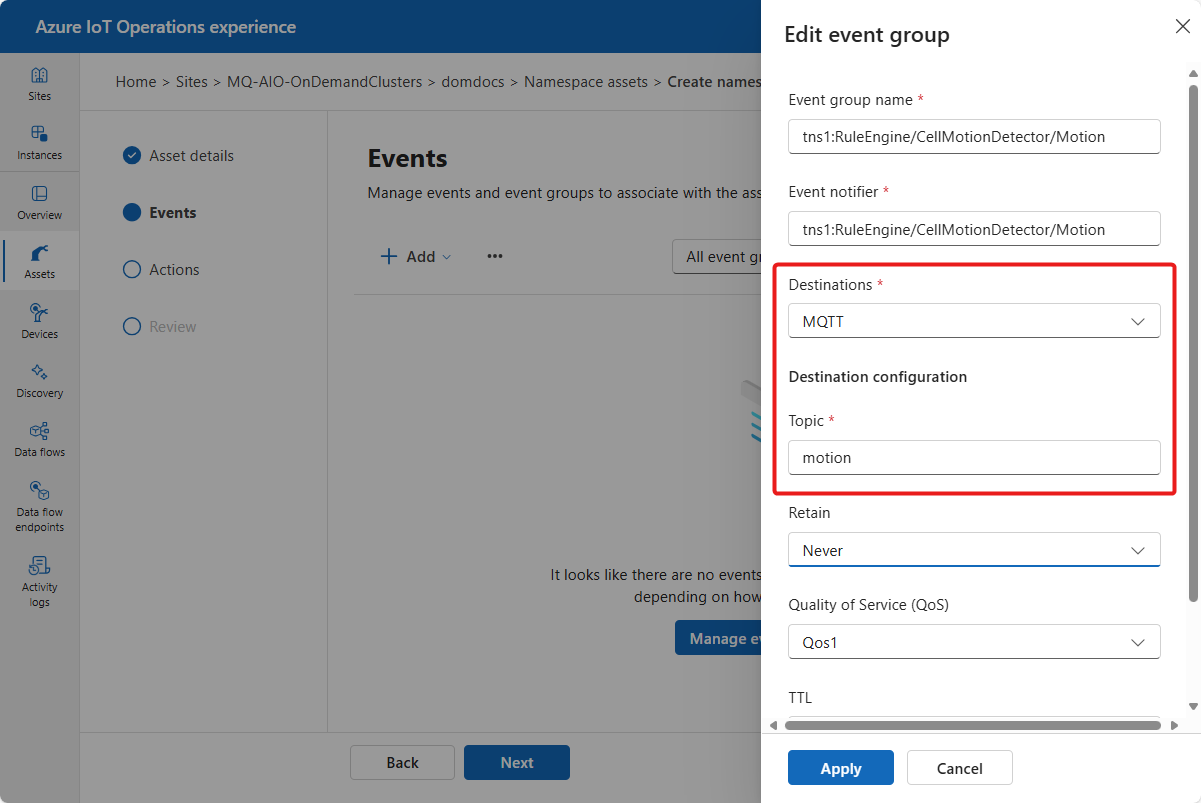 Azure IoT Operations experience
Sites
Instances
Overview
Assets
Devices
Discovery
Data flows
Data flow
endpoints
Activity
logs
Home > Sites > MQ-AIO-OnDemandClusters > domdocs > Namespace assets > Create names
Asset details
Events
Actions
Review
Events
Manage events and event groups to associate with the ass
Add
All event gr
It looks like there are no events
depending on how
Manage ev
Back
Next
Edit event group
Event group name *
tns1:RuleEngine/CellMotionDetector/Motion
Event notifier *
tns1:RuleEngine/CellMotionDetector/Motion
Destinations *
MQTT
Destination configuration
Topic *
motion
Retain
Never
Quality of Service (QoS)
Qos1
TTL
Apply
Cancel